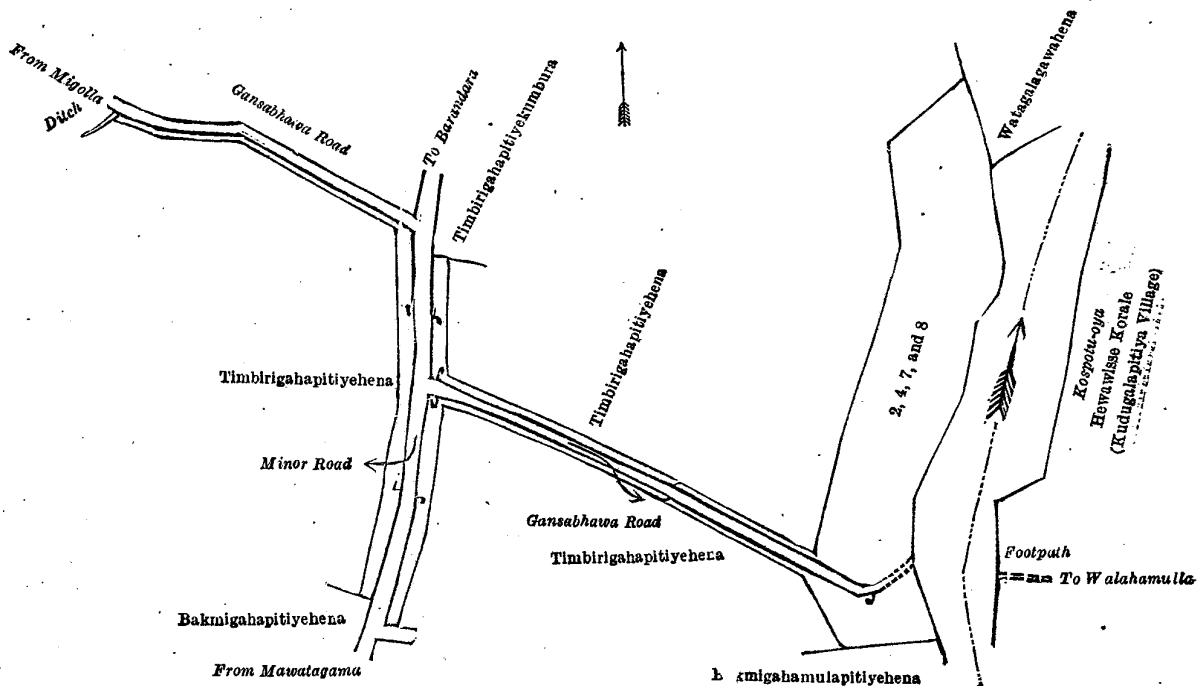 From Migolla
Ditch
Gansabhawa Road
To Barandara
Timbirigahapitiyekumbura
Watagalagawahena
Timbirigahapitiyehena
Timbirigahapitiyehena
2, 4, 7, and 8
Kospotu-oya
Hewawisse Korale
(Kudugalapitiya Village)
Minor Road
Gansabhawa Road
Timbirigahapitiyehena
Footpath
To Walahamulla
Bakmigahapitiyehena
From Mawatagama
B kmigahamulapitiyehena